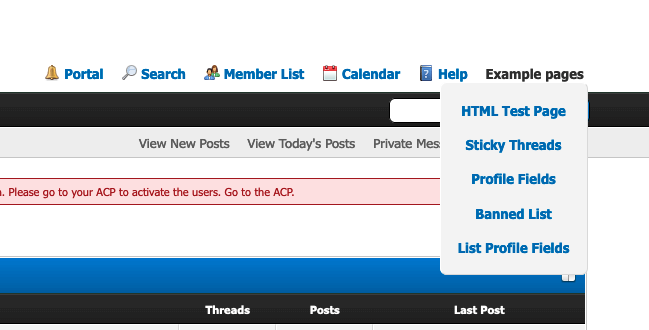 Portal Search Member List Calendar Help Example pages
HTML Test Page
View New Posts View Today's Posts Private Mes
Sticky Threads
Profile Fields
. Please go to your ACP to activate the users. Go to the ACP.
Banned List
List Profile Fields
Threads Posts Last Post